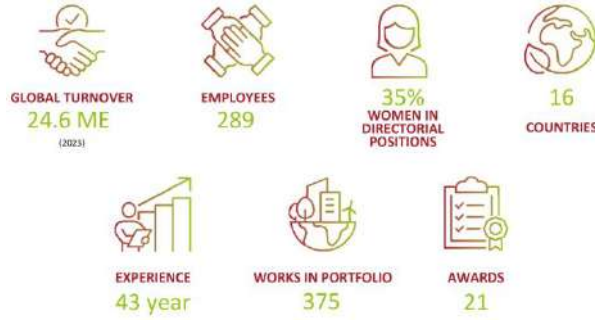 GLOBAL TURNOVER
24.6 ME
(2023)
EMPLOYEES
289
35%
WOMEN IN
DIRECTORIAL
POSITIONS
16
COUNTRIES
EXPERIENCE
43 year
WORKS IN PORTFOLIO
375
AWARDS
21